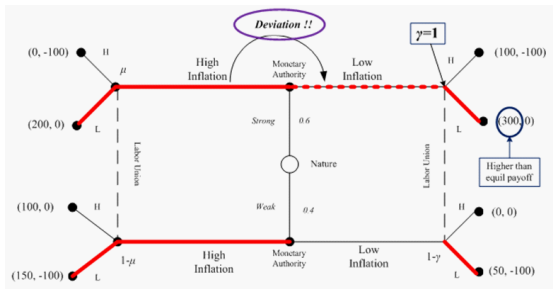 Deviation !!
γ=1
(0, -100)
H
μ
High
Inflation
Monetary
Authority
Low
Inflation
H
(100, -100)
(200, 0)
L
Strong
0.6
L
(300, 0)
Labor Union
Nature
Labor Union
Higher than
equil payoff
(100, 0)
H
Weak
0.4
H
(0, 0)
1-μ
High
Inflation
Monetary
Authority
Low
Inflation
1-γ
(150, -100)
L
L
(50, -100)